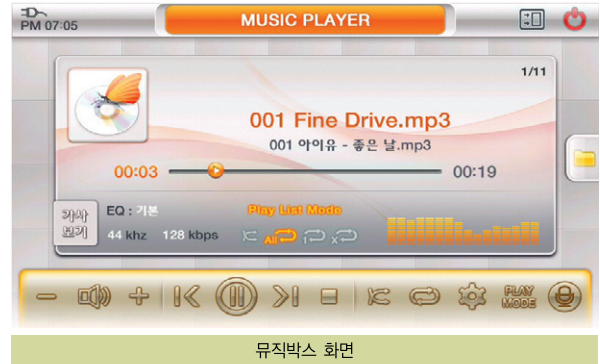 PM 07:05
MUSIC PLAYER
1/11
001 Fine Drive.mp3
001 아이유 - 좋은 날.mp3
00:03
00:19
가사
보기
EQ : 기본
Play List Mode
44 khz
128 kbps
All
1
x
PLAY
MODE
뮤직박스 화면